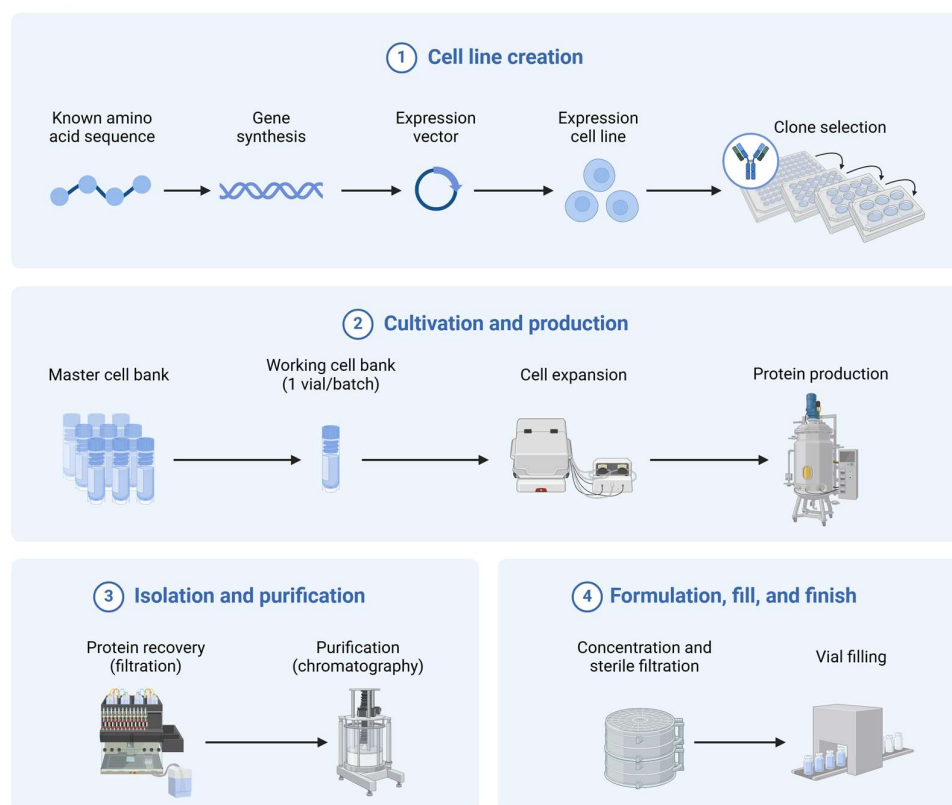 1 Cell line creation
Known amino
acid sequence
Gene
synthesis
Expression
vector
Expression
cell line
Clone selection
2 Cultivation and production
Master cell bank
Working cell bank
(1 vial/batch)
Cell expansion
Protein production
3 Isolation and purification
Protein recovery
(filtration)
Purification
(chromatography)
4 Formulation, fill, and finish
Concentration and
sterile filtration
Vial filling